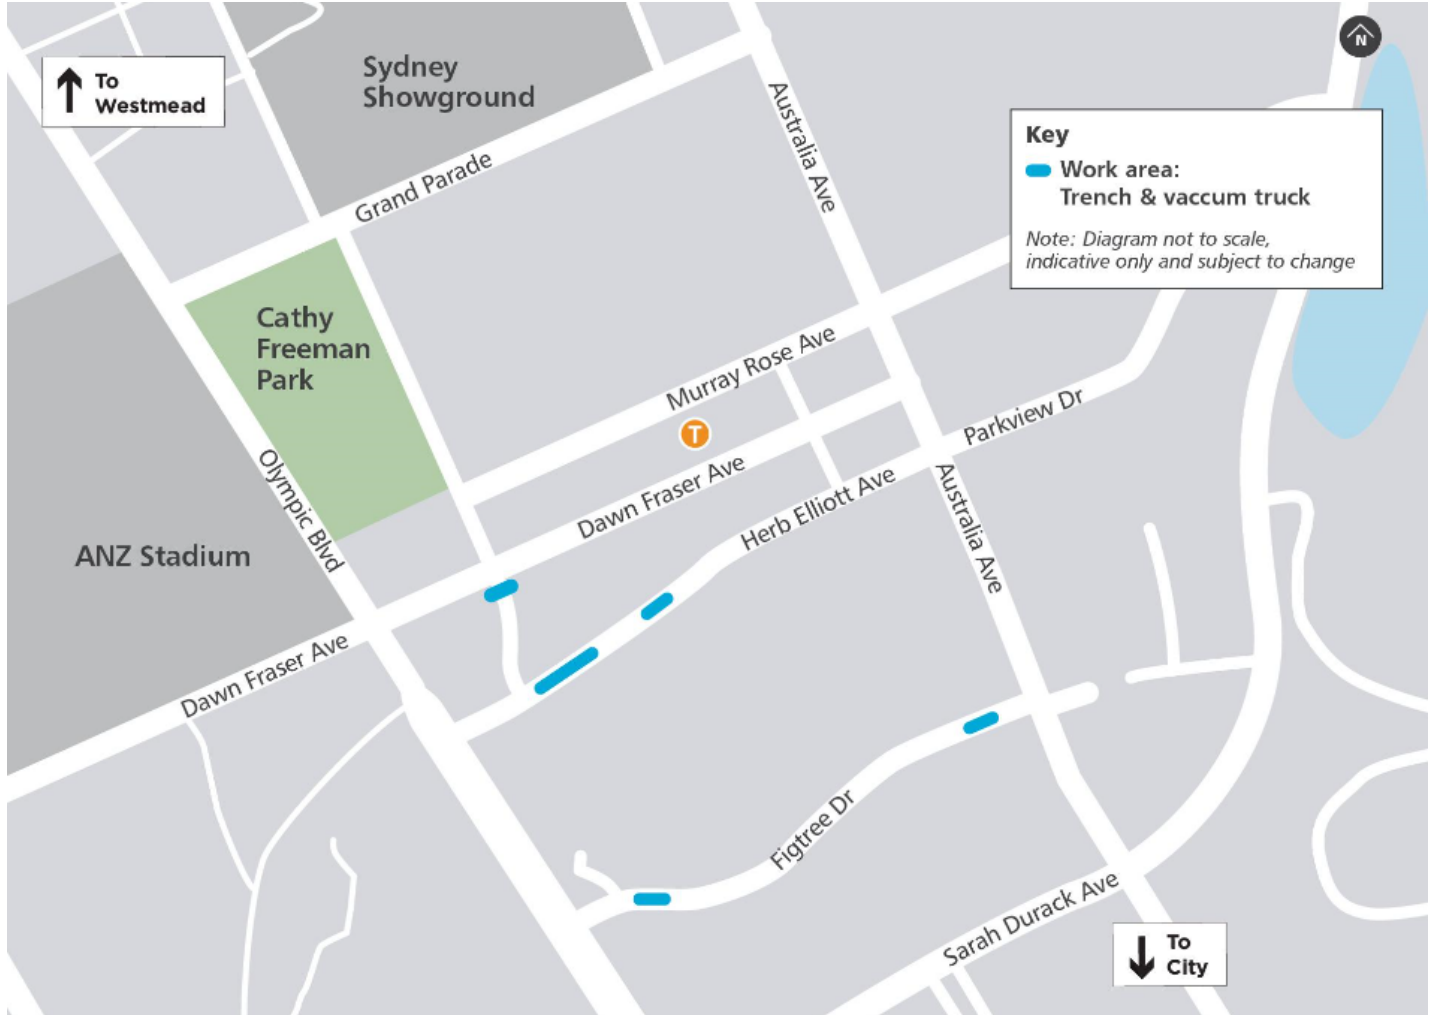 N
To
Westmead
Sydney
Showground
Key
Work area:
Trench & vaccum truck
Note: Diagram not to scale,
indicative only and subject to change
Australia Ave
Grand Parade
Cathy
Freeman
Park
Murray Rose Ave
Parkview Dr
T
Dawn Fraser Ave
Herb Elliott Ave
Olympic Blvd
ANZ Stadium
Australia Ave
Dawn Fraser Ave
Figtree Dr
Sarah Durack Ave
To
City